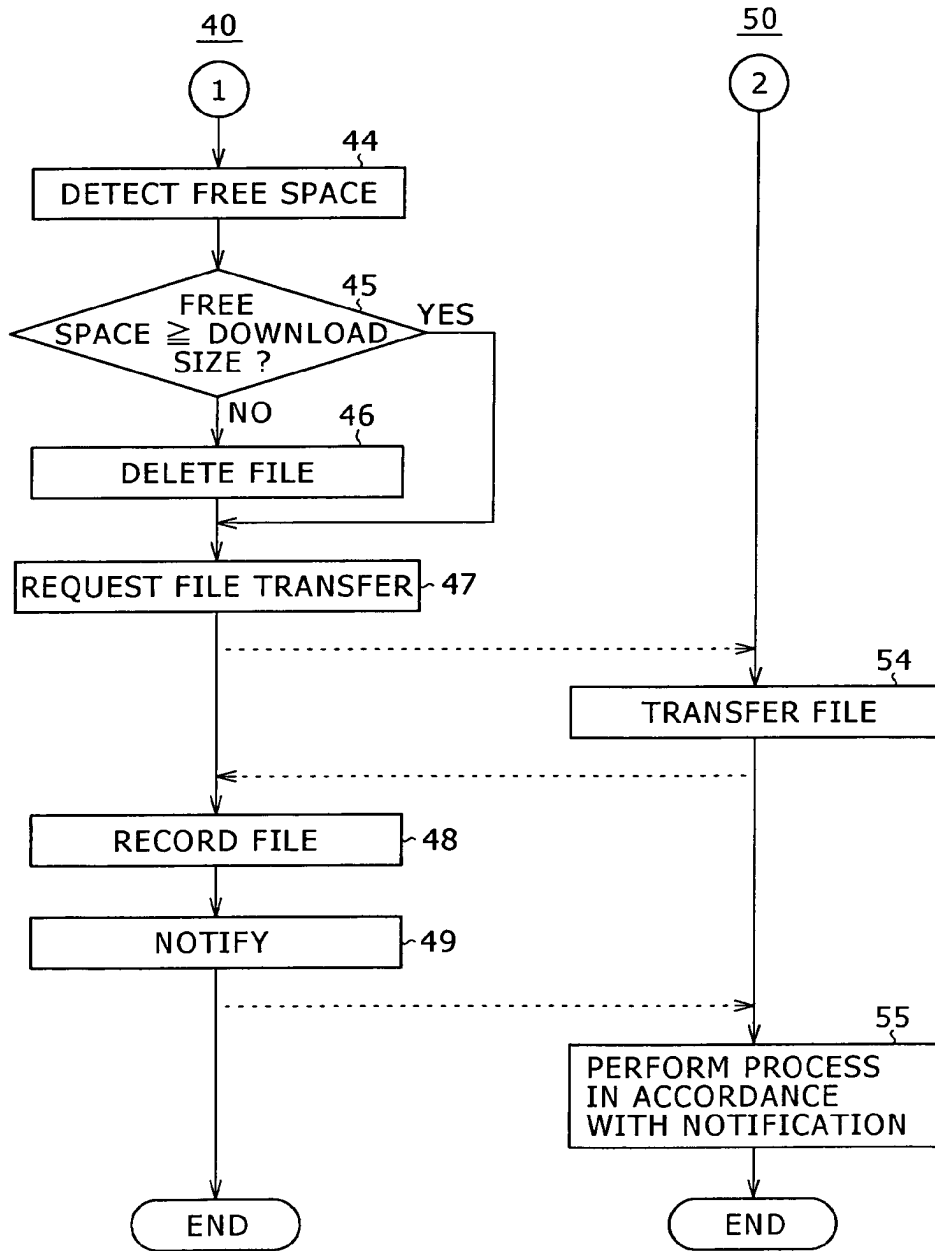 40
50
1
2
44
DETECT FREE SPACE
45
FREE
SPACE ≧ DOWNLOAD
SIZE ?
YES
NO
46
DELETE FILE
REQUEST FILE TRANSFER
47
54
TRANSFER FILE
RECORD FILE
48
NOTIFY
49
55
PERFORM PROCESS
IN ACCORDANCE
WITH NOTIFICATION
END
END